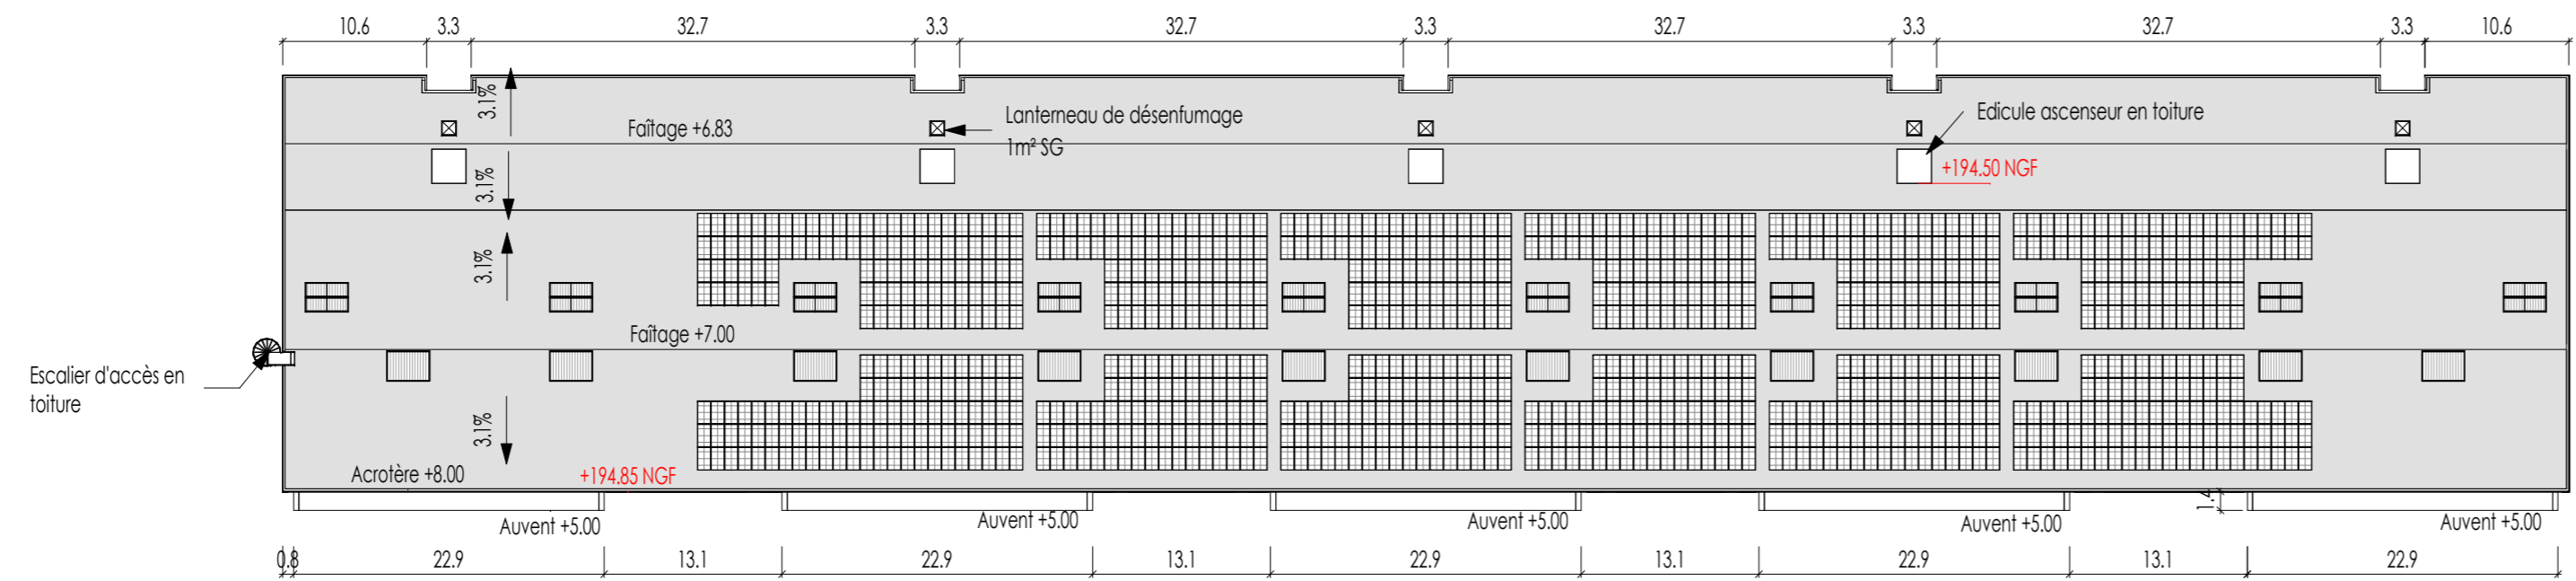 10.6 3.3 32.7 3.3 32.7 3.3 32.7 3.3 32.7 3.3 10.6
3.1%
Lanterneau de désenfumage
1m² SG
Edicule ascenseur en toiture
Faîtage +6.83
3.1%
+194.50 NGF
3.1%
Faîtage +7.00
Escalier d'accès en
toiture
3.1%
Acrotère +8.00
+194.85 NGF
1.4
Auvent +5.00
Auvent +5.00
Auvent +5.00
Auvent +5.00
Auvent +5.00
0.8 22.9 13.1 22.9 13.1 22.9 13.1 22.9 13.1 22.9